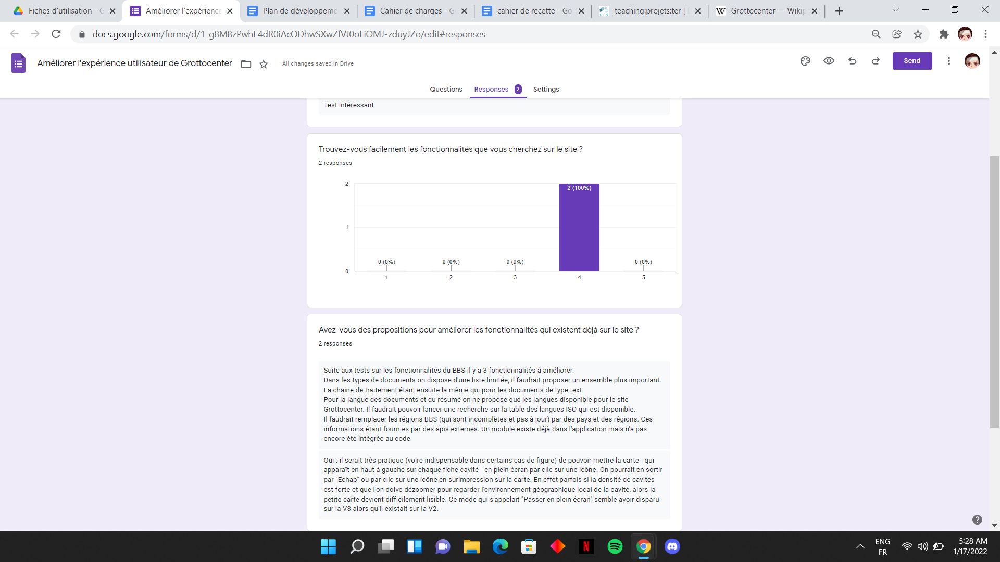 Fiches d'utilisation - G
Améliorer l'expérience
Plan de développeme
Cahier de charges - G
cahier de recette - Go
teaching:projets:ter [
Grottocenter — Wikip
docs.google.com/forms/d/1_g8M8zPwhE4dR0iAcODhwSXwZfVJ0oLiOMJ-zduyJZo/edit#responses
Améliorer l'expérience utilisateur de Grottocenter
All changes saved in Drive
Send
Questions
Responses 2
Settings
Test intéressant
Trouvez-vous facilement les fonctionnalités que vous cherchez sur le site ?
2 responses
2
1
0
0 (0%)
0 (0%)
0 (0%)
2 (100%)
0 (0%)
1
2
3
4
5
Avez-vous des propositions pour améliorer les fonctionnalités qui existent déjà sur le site ?
2 responses
Suite aux tests sur les fonctionnalités du BBS il y a 3 fonctionnalités à améliorer.
Dans les types de documents on dispose d'une liste limitée, il faudrait proposer un ensemble plus important.
La chaine de traitement étant ensuite la même qui pour les documents de type text.
Pour la langue des documents et du résumé on ne propose que les langues disponible pour le site
Grottocenter. Il faudrait pouvoir lancer une recherche sur la table des langues ISO qui est disponible.
Il faudrait remplacer les régions BBS (qui sont incomplètes et pas à jour) par des pays et des régions. Ces
informations étant fournies par des apis externes. Un module existe déjà dans l'application mais n'a pas
encore été intégrée au code
Oui : il serait très pratique (voire indispensable dans certains cas de figure) de pouvoir mettre la carte - qui
apparaît en haut à gauche sur chaque fiche cavité - en plein écran par clic sur une icône. On pourrait en sortir
par "Echap" ou par clic sur une icône en surimpression sur la carte. En effet parfois si la densité de cavités
est forte et que l'on doive dézoomer pour regarder l'environnement géographique local de la cavité, alors la
petite carte devient difficilement lisible. Ce mode qui s'appelait "Passer en plein écran" semble avoir disparu
sur la V3 alors qu'il existait sur la V2.
ENG
FR
5:28 AM
1/17/2022